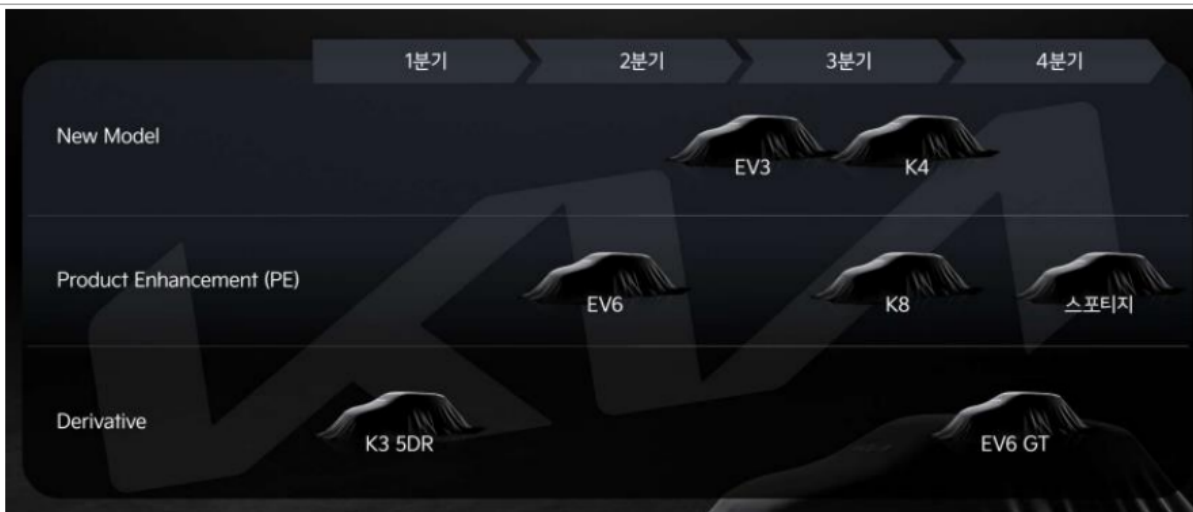 1분기 2분기 3분기 4분기
New Model
EV3 K4
Product Enhancement (PE)
EV6 K8 스포티지
Derivative
K3 5DR EV6 GT